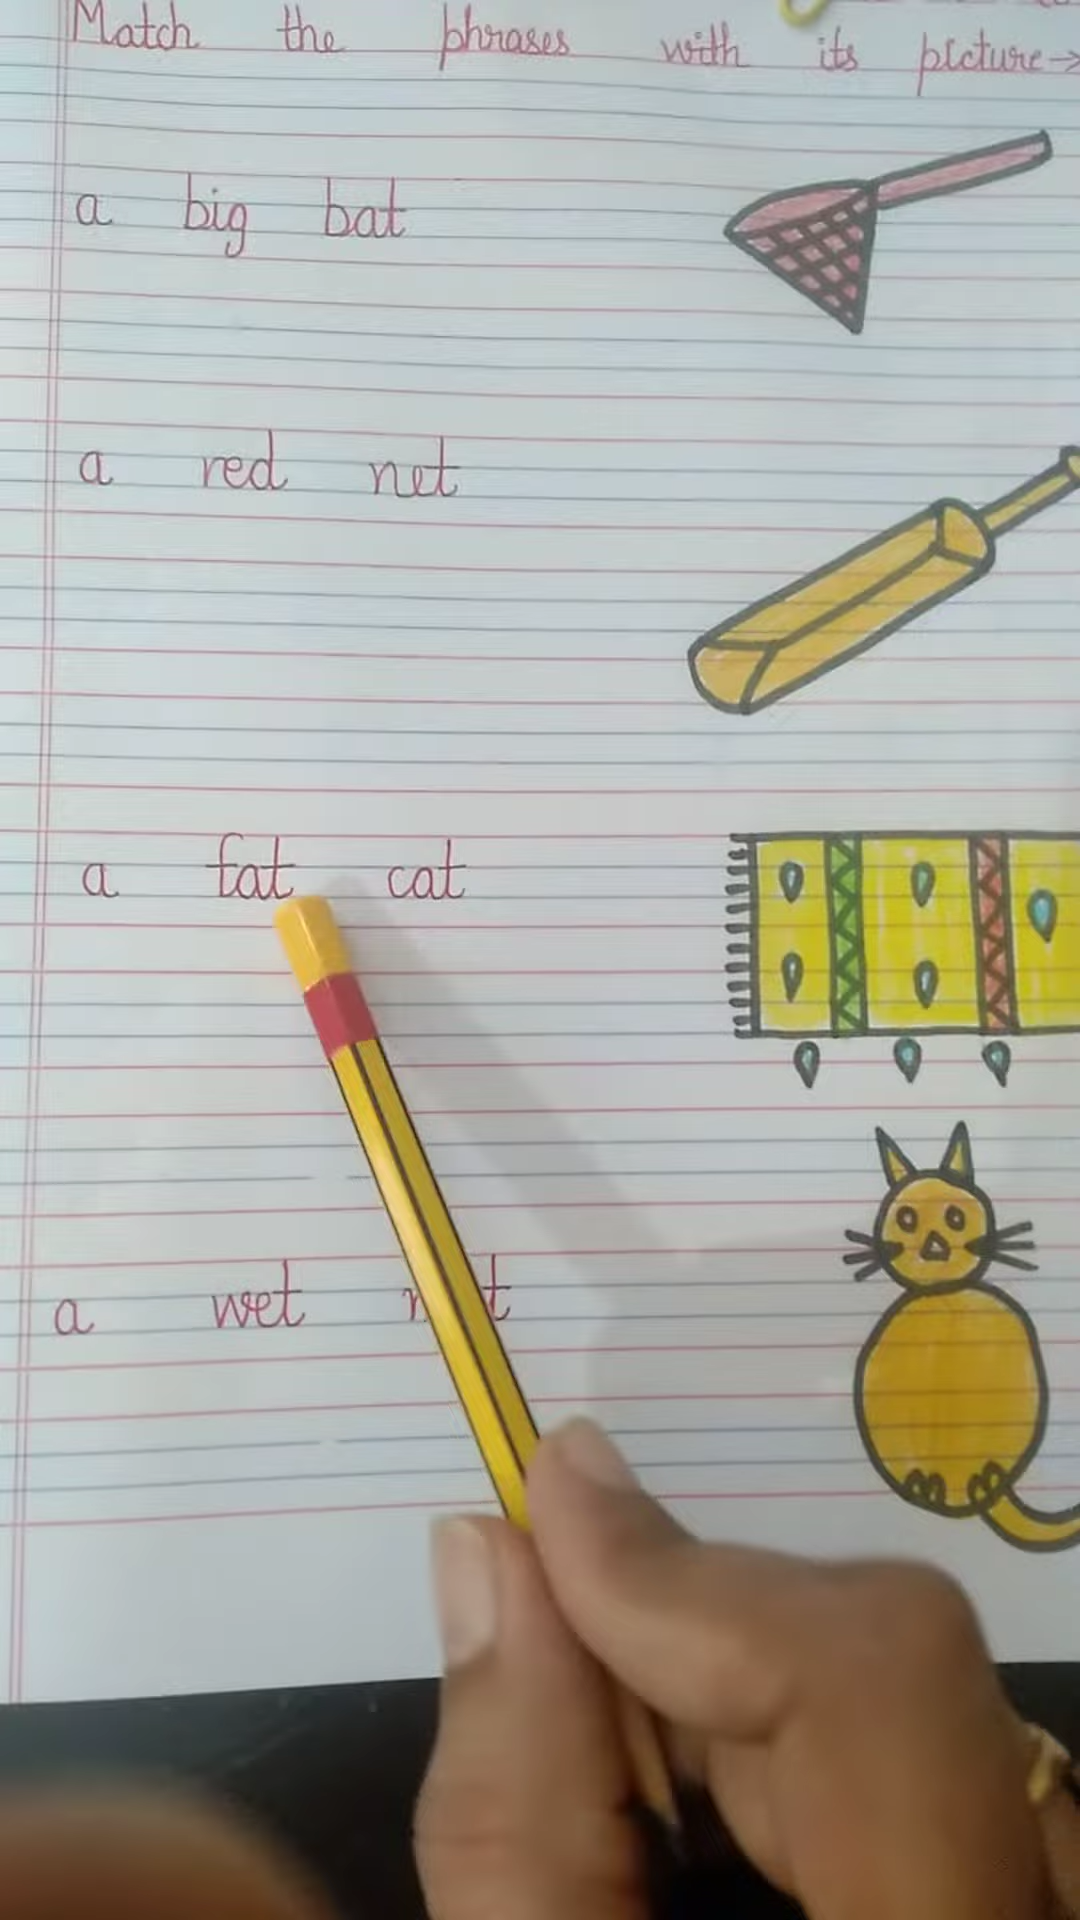 Match the phrases with its picture→
a big bat
a red net
a fat cat
a wet